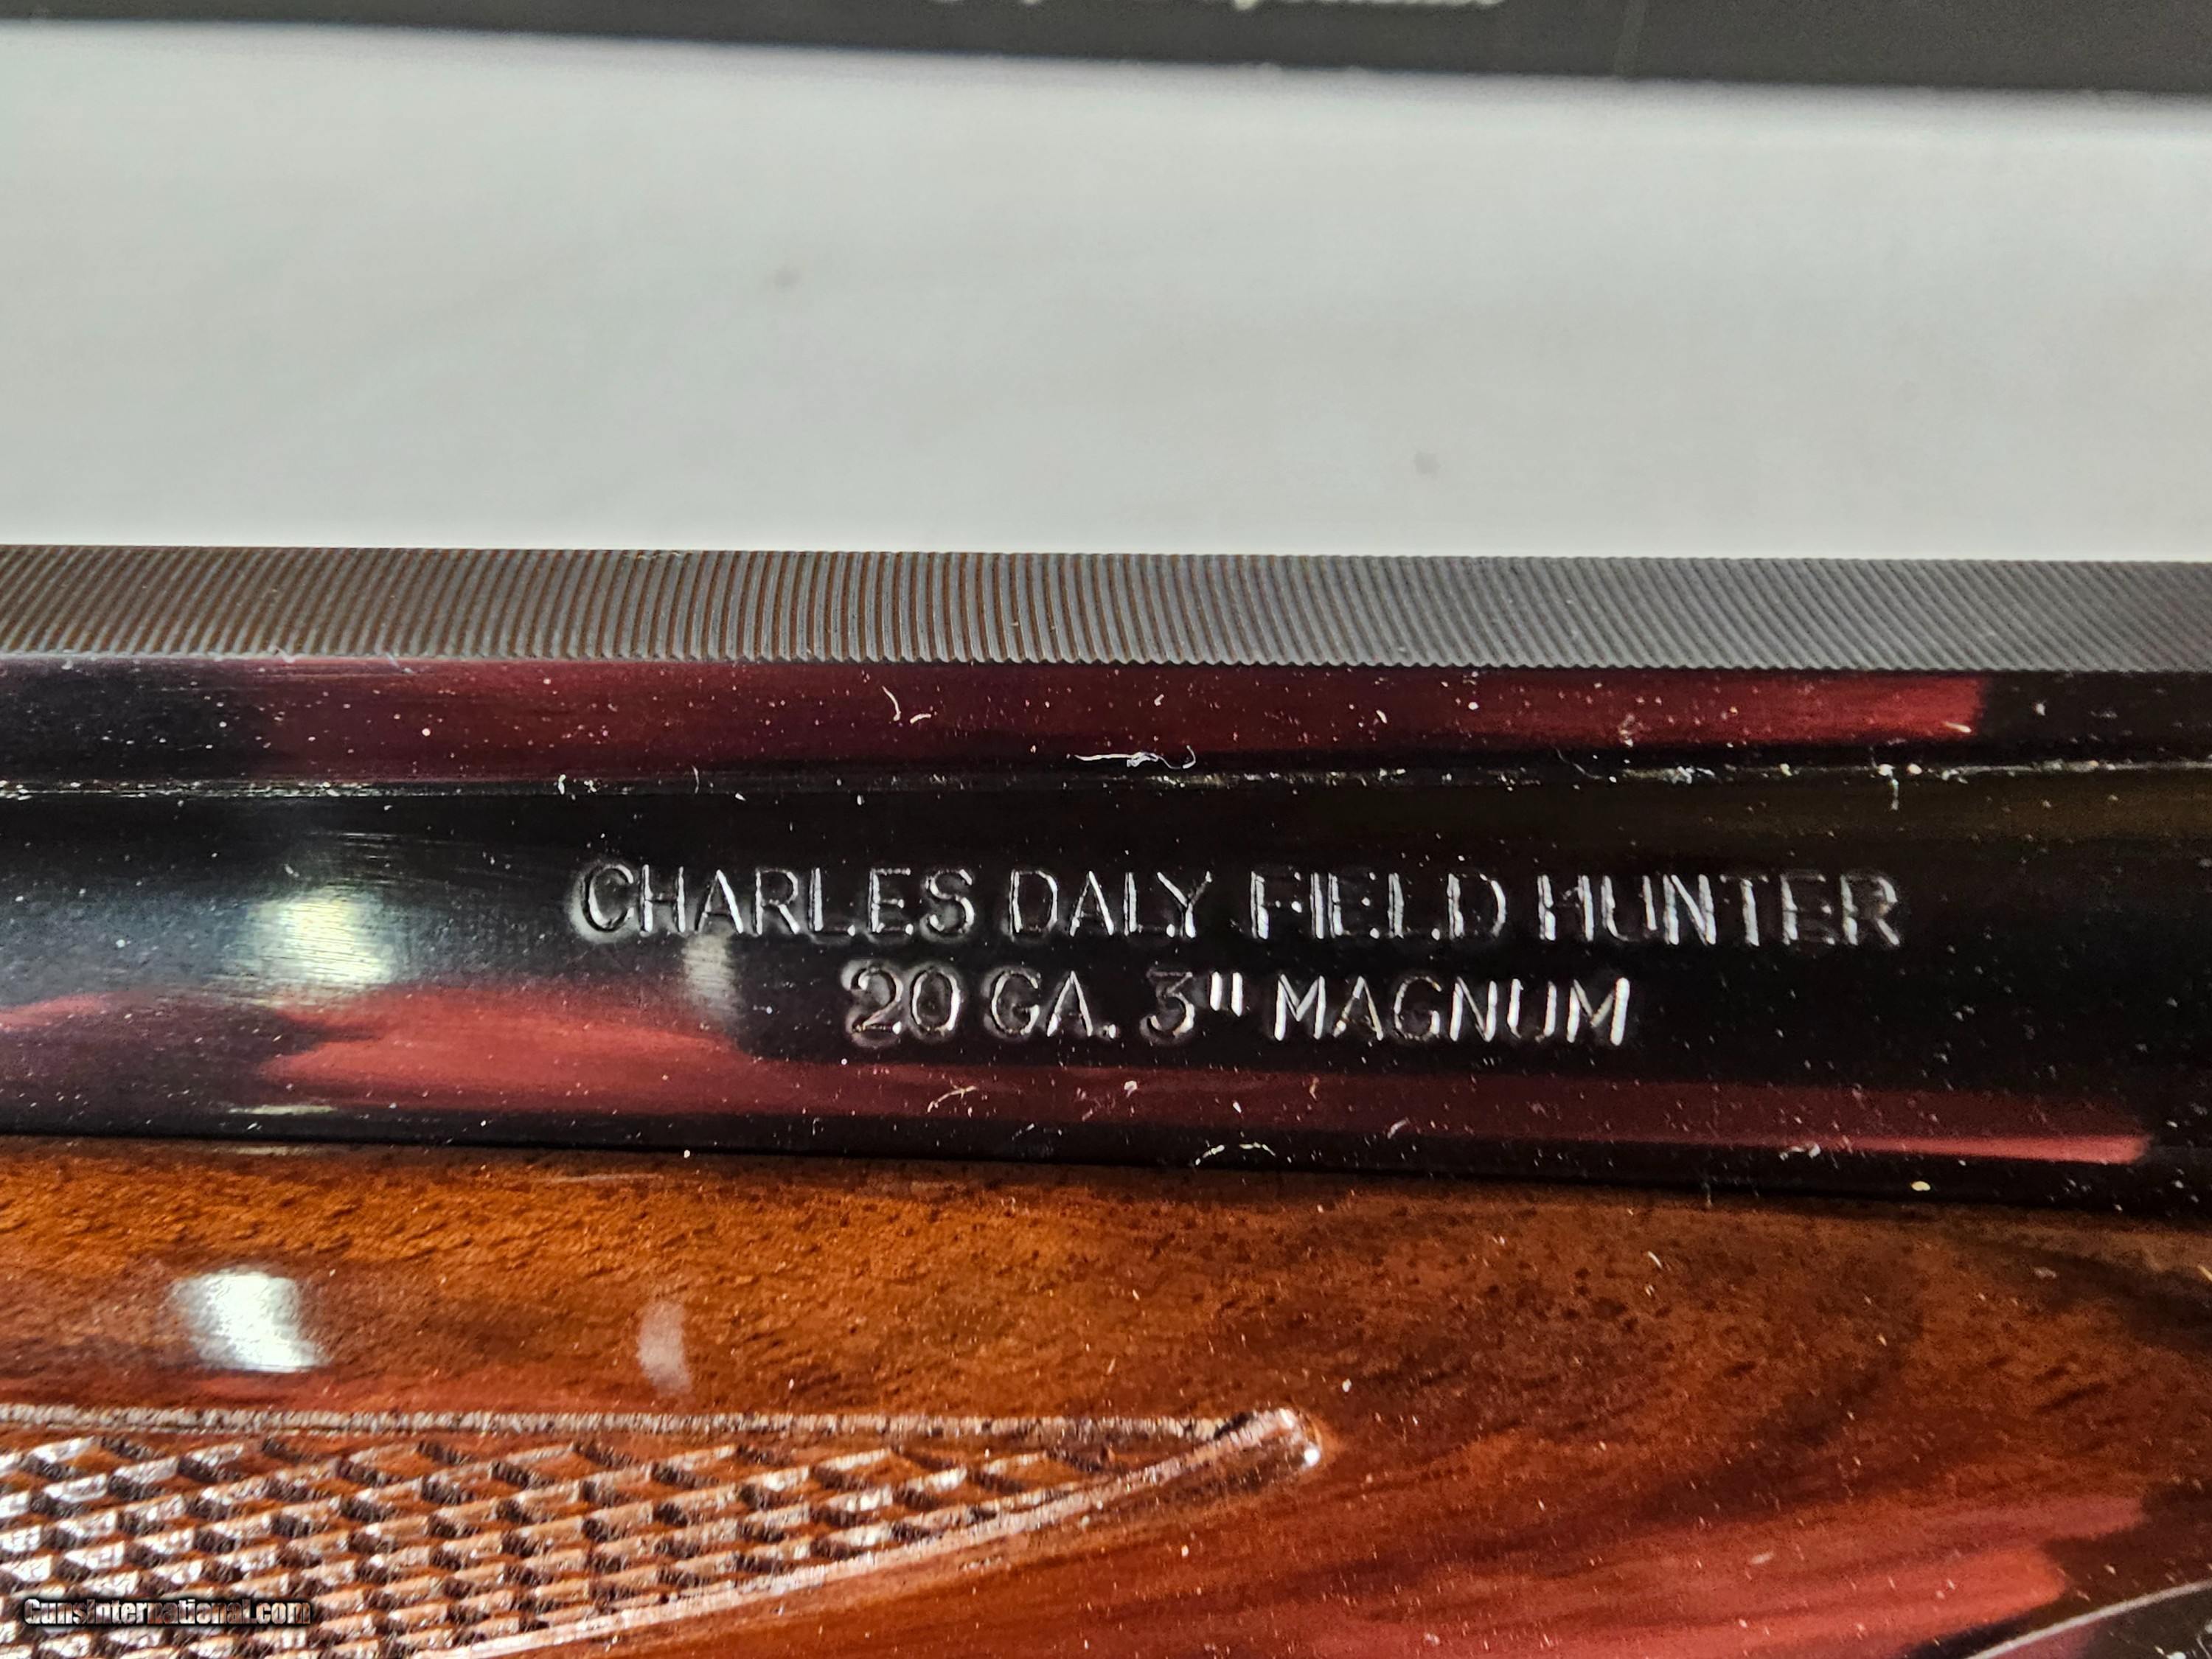 CHARLES DALY FIELD HUNTER
20 GA. 3" MAGNUM
GunsInternational.com